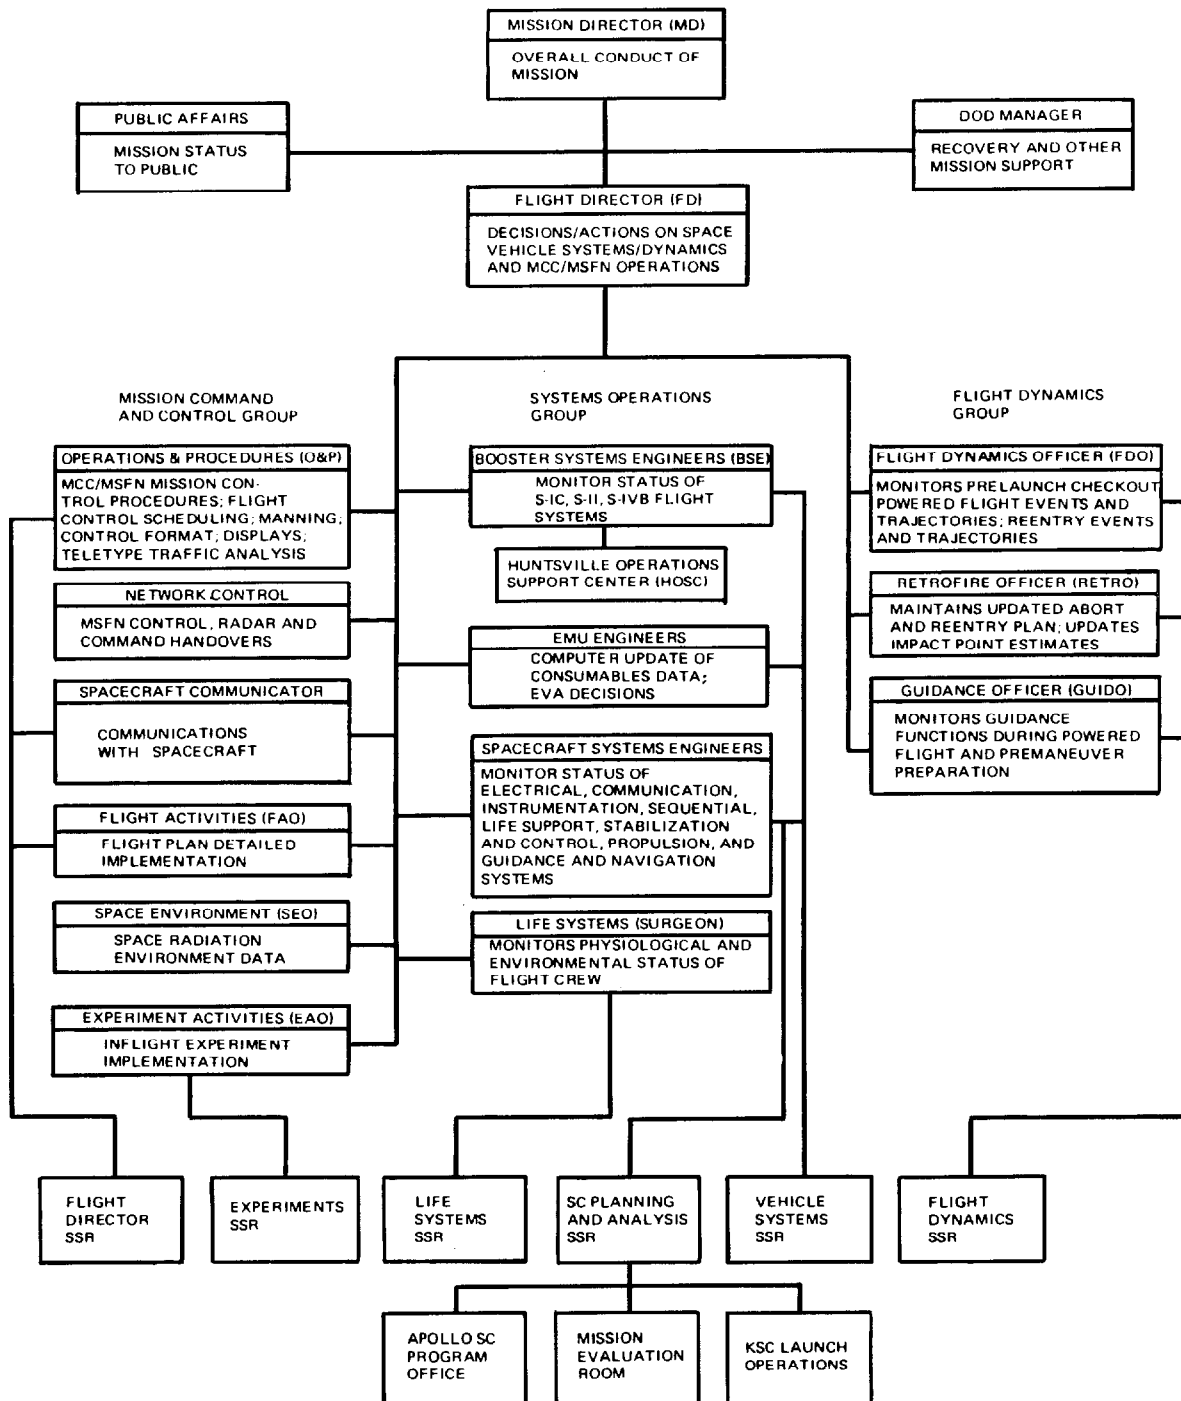 MISSION DIRECTOR (MD)
OVERALL CONDUCT OF
MISSION
PUBLIC AFFAIRS
MISSION STATUS
TO PUBLIC
DOD MANAGER
RECOVERY AND OTHER
MISSION SUPPORT
FLIGHT DIRECTOR (FD)
DECISIONS/ACTIONS ON SPACE
VEHICLE SYSTEMS/DYNAMICS
AND MCC/MSFN OPERATIONS
MISSION COMMAND
AND CONTROL GROUP
OPERATIONS & PROCEDURES (O&P)
MCC/MSFN MISSION CON-
TROL PROCEDURES; FLIGHT
CONTROL SCHEDULING; MANNING;
CONTROL FORMAT; DISPLAYS;
TELETYPE TRAFFIC ANALYSIS
NETWORK CONTROL
MSFN CONTROL, RADAR AND
COMMAND HANDOVERS
SPACECRAFT COMMUNICATOR
COMMUNICATIONS
WITH SPACECRAFT
FLIGHT ACTIVITIES (FAO)
FLIGHT PLAN DETAILED
IMPLEMENTATION
SPACE ENVIRONMENT (SEO)
SPACE RADIATION
ENVIRONMENT DATA
EXPERIMENT ACTIVITIES (EAO)
INFLIGHT EXPERIMENT
IMPLEMENTATION
SYSTEMS OPERATIONS
GROUP
BOOSTER SYSTEMS ENGINEERS (BSE)
MONITOR STATUS OF
S-IC, S-II, S-IVB FLIGHT
SYSTEMS
HUNTSVILLE OPERATIONS
SUPPORT CENTER (HOSC)
EMU ENGINEERS
COMPUTER UPDATE OF
CONSUMABLES DATA;
EVA DECISIONS
SPACECRAFT SYSTEMS ENGINEERS
MONITOR STATUS OF
ELECTRICAL, COMMUNICATION,
INSTRUMENTATION, SEQUENTIAL,
LIFE SUPPORT, STABILIZATION
AND CONTROL, PROPULSION, AND
GUIDANCE AND NAVIGATION
SYSTEMS
LIFE SYSTEMS (SURGEON)
MONITORS PHYSIOLOGICAL AND
ENVIRONMENTAL STATUS OF
FLIGHT CREW
FLIGHT DYNAMICS
GROUP
FLIGHT DYNAMICS OFFICER (FDO)
MONITORS PRELAUNCH CHECKOUT
POWERED FLIGHT EVENTS AND
TRAJECTORIES; REENTRY EVENTS
AND TRAJECTORIES
RETROFIRE OFFICER (RETRO)
MAINTAINS UPDATED ABORT
AND REENTRY PLAN; UPDATES
IMPACT POINT ESTIMATES
GUIDANCE OFFICER (GUIDO)
MONITORS GUIDANCE
FUNCTIONS DURING POWERED
FLIGHT AND PREMANEUVER
PREPARATION
FLIGHT
DIRECTOR
SSR
EXPERIMENTS
SSR
LIFE
SYSTEMS
SSR
SC PLANNING
AND ANALYSIS
SSR
VEHICLE
SYSTEMS
SSR
FLIGHT
DYNAMICS
SSR
APOLLO SC
PROGRAM
OFFICE
MISSION
EVALUATION
ROOM
KSC LAUNCH
OPERATIONS